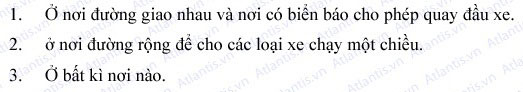 1. Ở nơi đường giao nhau và nơi có biển báo cho phép quay đầu xe.
2. ở nơi đường rộng để cho các loại xe chạy một chiều.
3. Ở bất kì nơi nào.